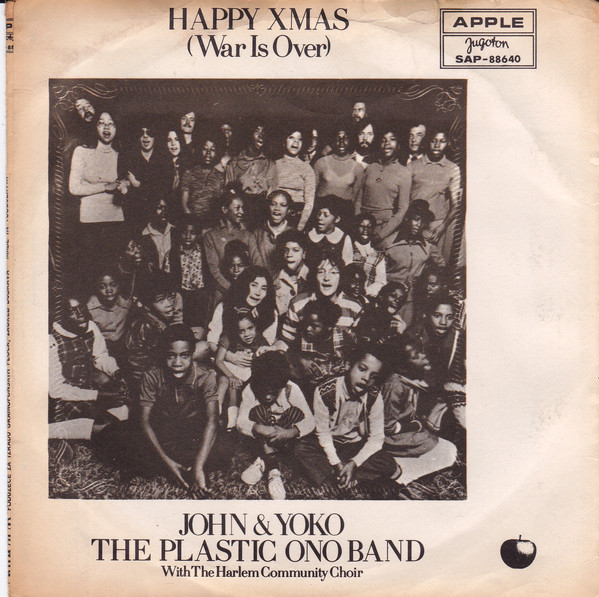 HAPPY XMAS
(War Is Over)
APPLE
Jugoton
SAP-88640
JOHN & YOKO
THE PLASTIC ONO BAND
With The Harlem Community Choir